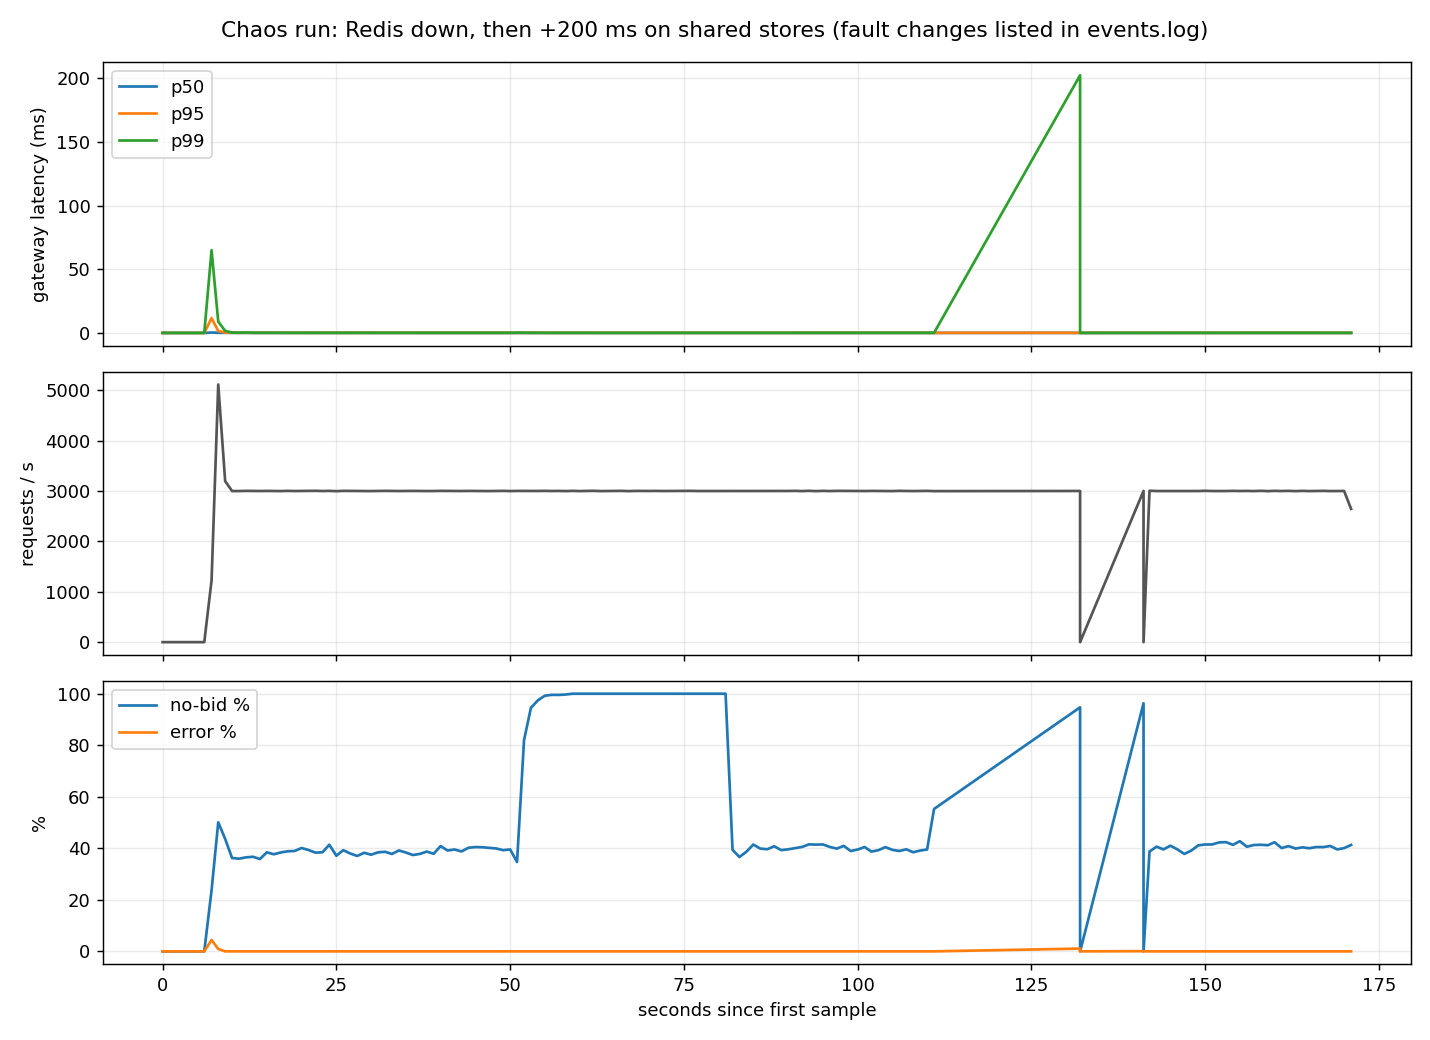 Chaos run: Redis down, then +200 ms on shared stores (fault changes listed in events.log)
gateway latency (ms)
200
150
100
50
0
p50
p95
p99
requests / s
5000
4000
3000
2000
1000
0
%
100
80
60
40
20
0
no-bid %
error %
0 25 50 75 100 125 150 175
seconds since first sample